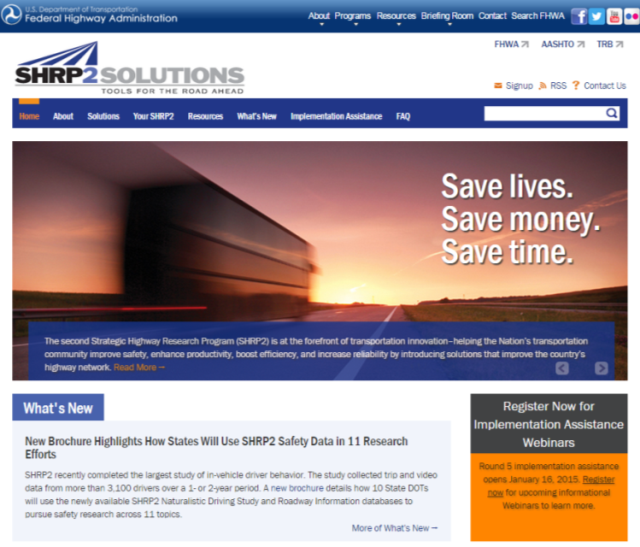 U.S. Department of Transportation
Federal Highway Administration
About Programs Resources Briefing Room Contact Search FHWA
FHWA AASHTO TRB
SHRP2SOLUTIONS
TOOLS FOR THE ROAD AHEAD
Signup RSS ? Contact Us
Home About Solutions Your SHRP2 Resources What's New Implementation Assistance FAQ
Save lives.
Save money.
Save time.
The second Strategic Highway Research Program (SHRP2) is at the forefront of transportation innovation–helping the Nation's transportation
community improve safety, enhance productivity, boost efficiency, and increase reliability by introducing solutions that improve the country's
highway network. Read More →
What's New
New Brochure Highlights How States Will Use SHRP2 Safety Data in 11 Research
Efforts
SHRP2 recently completed the largest study of in-vehicle driver behavior. The study collected trip and video
data from more than 3,100 drivers over a 1- or 2-year period. A new brochure details how 10 State DOTs
will use the newly available SHRP2 Naturalistic Driving Study and Roadway Information databases to
pursue safety research across 11 topics.
More of What's New →
Register Now for
Implementation Assistance
Webinars
Round 5 implementation assistance
opens January 16, 2015. Register
now for upcoming informational
Webinars to learn more.